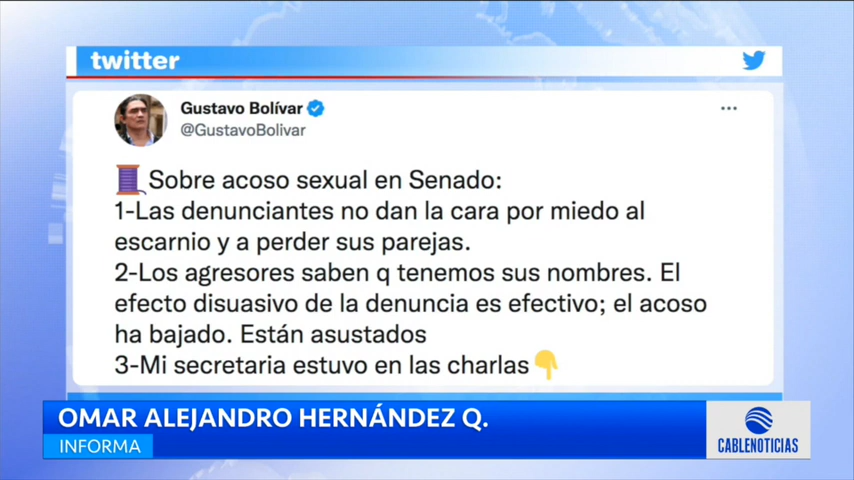 twitter
Gustavo Bolívar
@GustavoBolivar
🧵Sobre acoso sexual en Senado:
1-Las denunciantes no dan la cara por miedo al
escarnio y a perder sus parejas.
2-Los agresores saben q tenemos sus nombres. El
efecto disuasivo de la denuncia es efectivo; el acoso
ha bajado. Están asustados
3-Mi secretaria estuvo en las charlas👇
OMAR ALEJANDRO HERNÁNDEZ Q.
INFORMA
CABLENOTICIAS